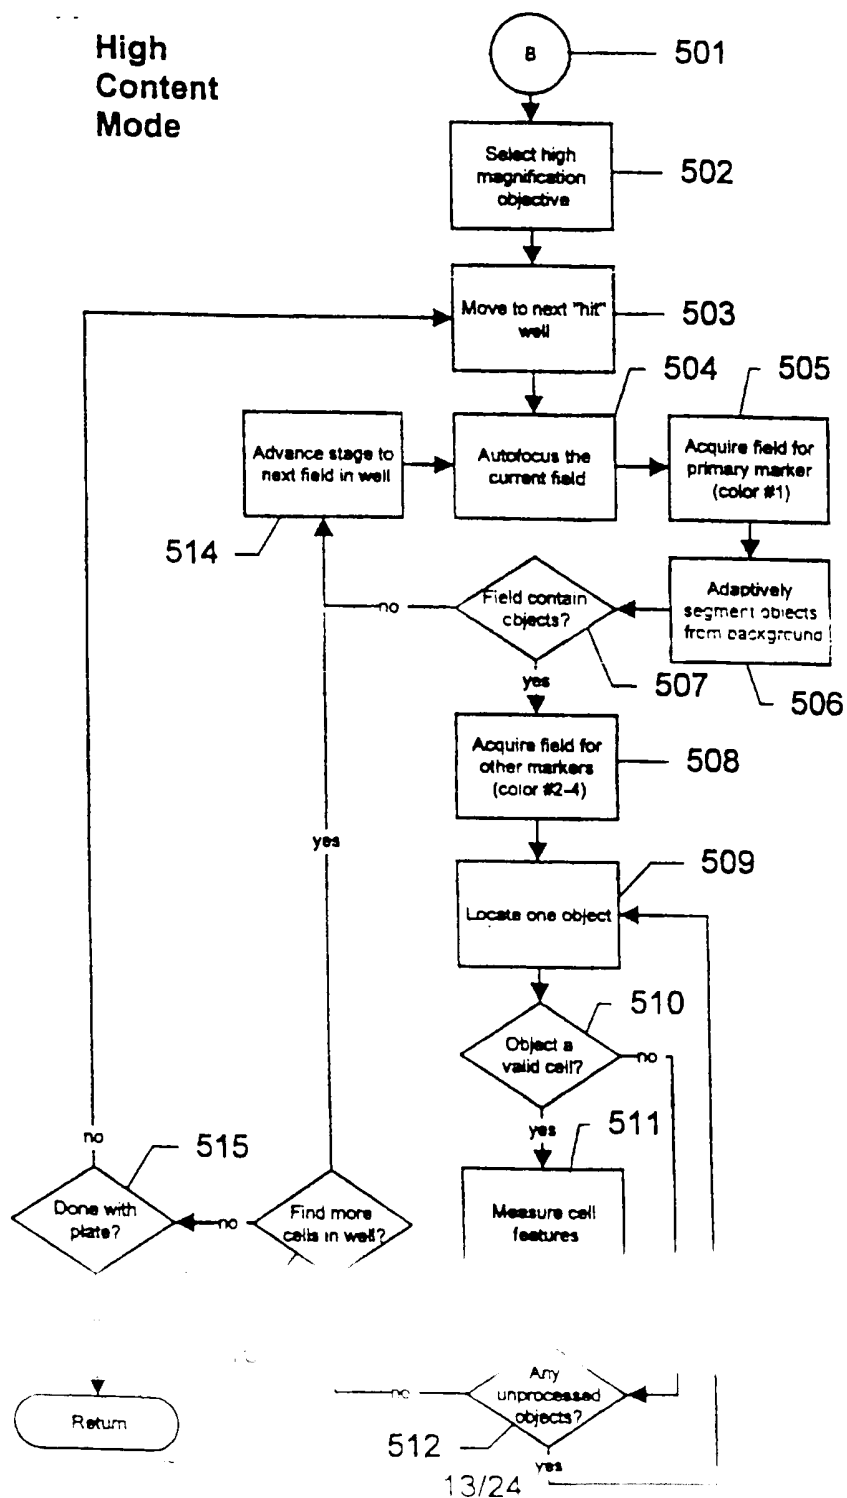 High
Content
Mode
B
501
Select high
magnification
objective
502
Move to next "hit"
well
503
504
505
Advance stage to
next field in well
Autofocus the
current field
Acquire field for
primary marker
(color #1)
514
Field contain
objects?
no
Adaptively
segment objects
from background
yes
507
506
Acquire field for
other markers
(color #2-4)
508
yes
509
Locate one object
510
Object a
valid cell?
no
yes
511
no
515
Done with
plate?
no
Find more
cells in well?
Measure cell
features
Return
no
Any
unprocessed
objects?
512
yes
13/24